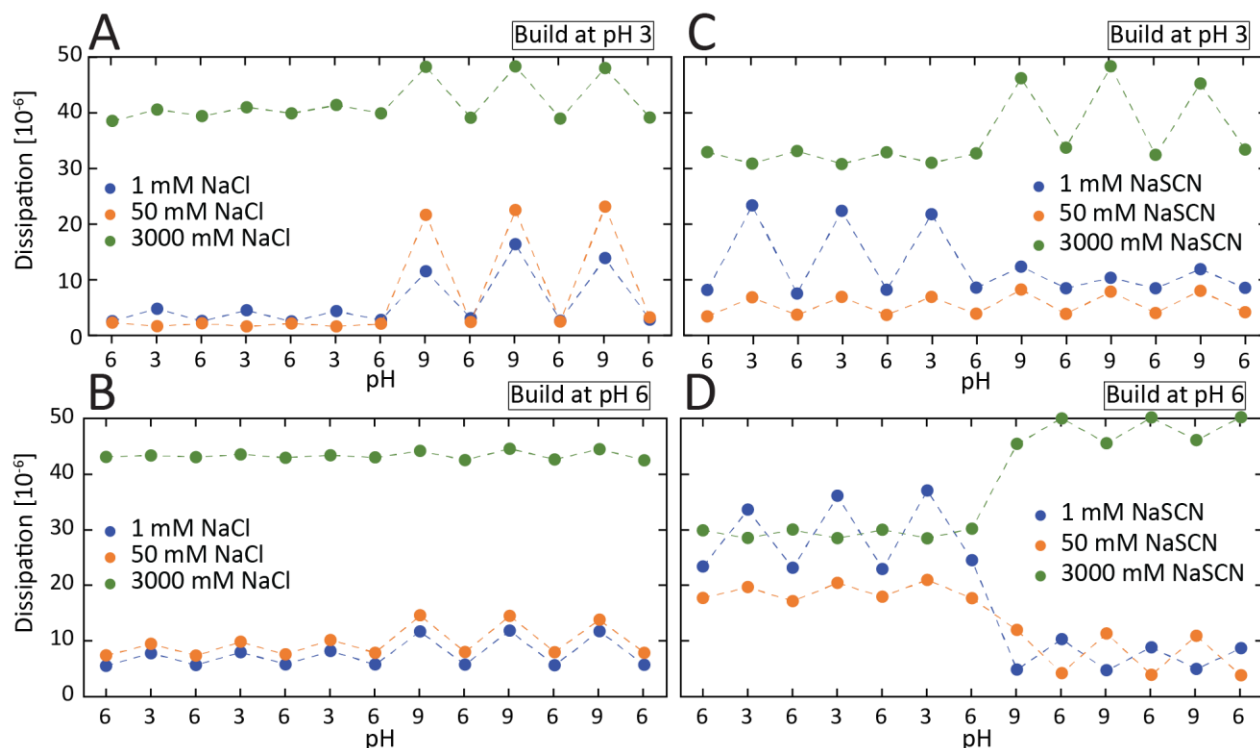 A
Build at pH 3
Dissipation [10⁻⁶]
50
40
30
20
10
0
1 mM NaCl
50 mM NaCl
3000 mM NaCl
6 3 6 3 6 3 6 9 6 9 6 9 6
pH
C
Build at pH 3
1 mM NaSCN
50 mM NaSCN
3000 mM NaSCN
6 3 6 3 6 3 6 9 6 9 6 9 6
pH
B
Build at pH 6
Dissipation [10⁻⁶]
50
40
30
20
10
0
1 mM NaCl
50 mM NaCl
3000 mM NaCl
6 3 6 3 6 3 6 9 6 9 6 9 6
pH
D
Build at pH 6
1 mM NaSCN
50 mM NaSCN
3000 mM NaSCN
6 3 6 3 6 3 6 9 6 9 6 9 6
pH